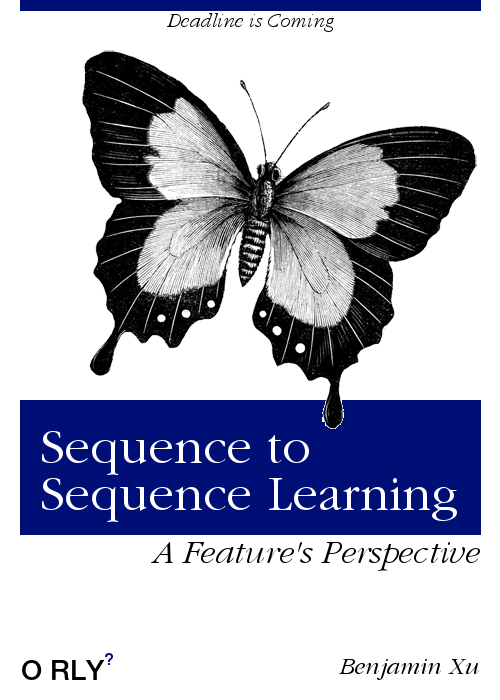 Deadline is Coming
Sequence to
Sequence Learning
A Feature's Perspective
O RLY?
Benjamin Xu